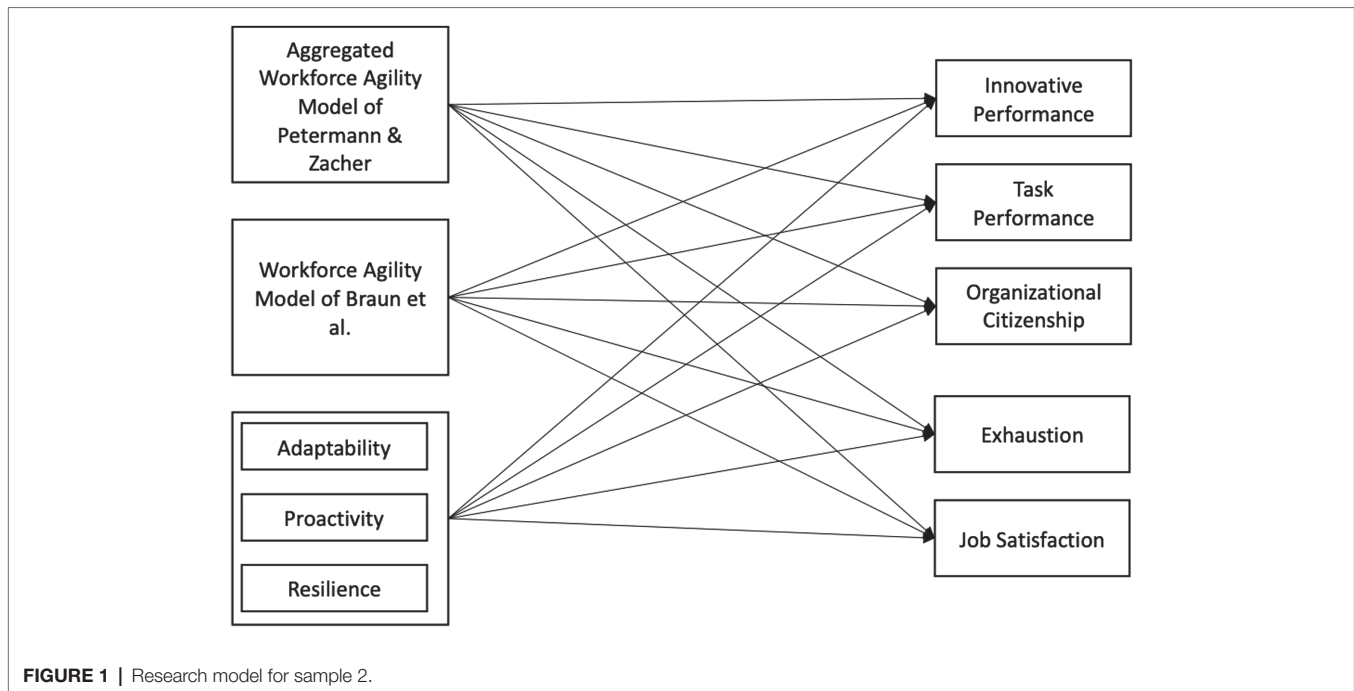 Aggregated
Workforce Agility
Model of
Petermann &
Zacher
Workforce Agility
Model of Braun et
al.
Adaptability
Proactivity
Resilience
Innovative
Performance
Task
Performance
Organizational
Citizenship
Exhaustion
Job Satisfaction
FIGURE 1 | Research model for sample 2.